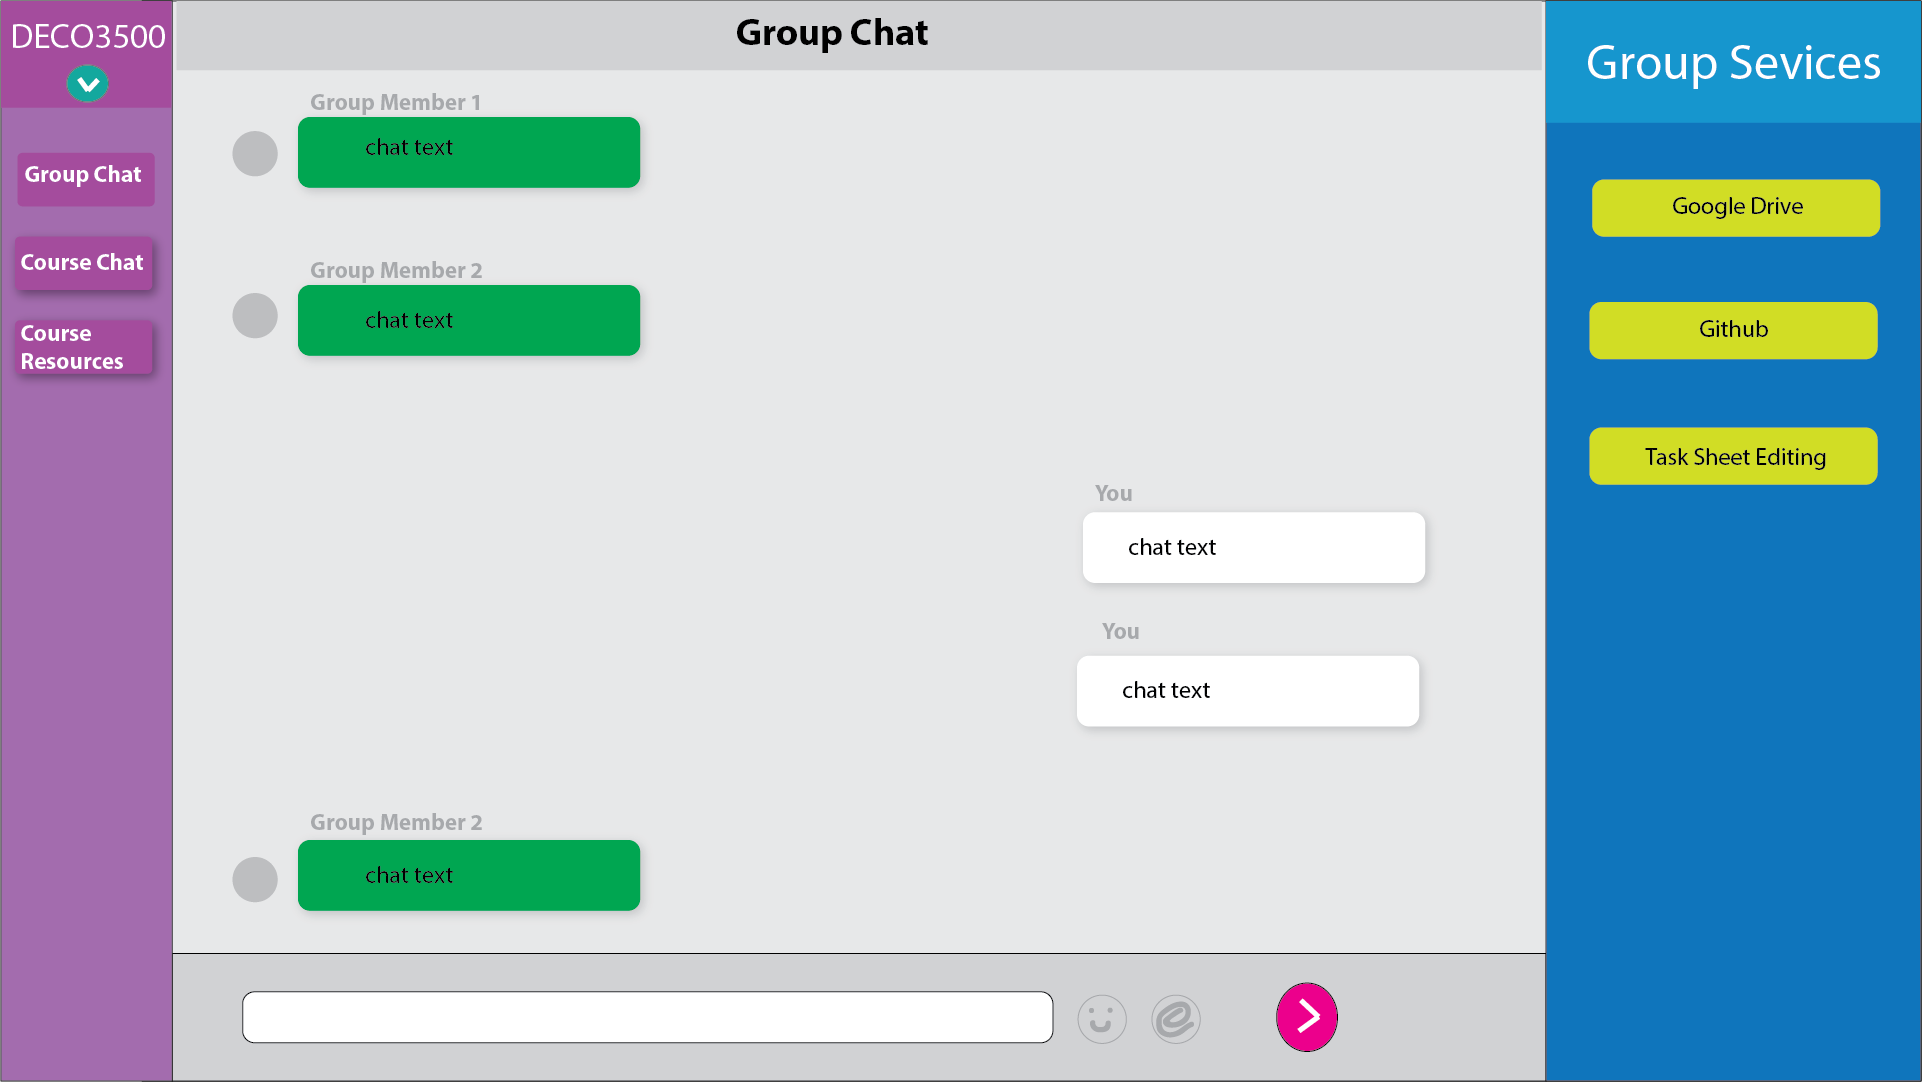 DECO3500
Group Chat
Course Chat
Course
Resources
Group Chat
Group Member 1
chat text
Group Member 2
chat text
You
chat text
You
chat text
Group Member 2
chat text
Group Sevices
Google Drive
Github
Task Sheet Editing